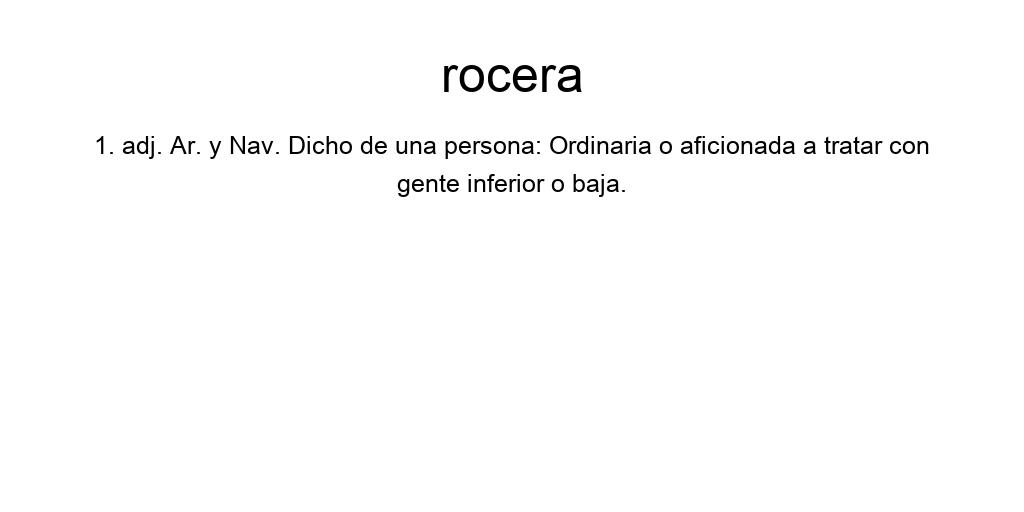 rocera
1. adj. Ar. y Nav. Dicho de una persona: Ordinaria o aficionada a tratar con
gente inferior o baja.